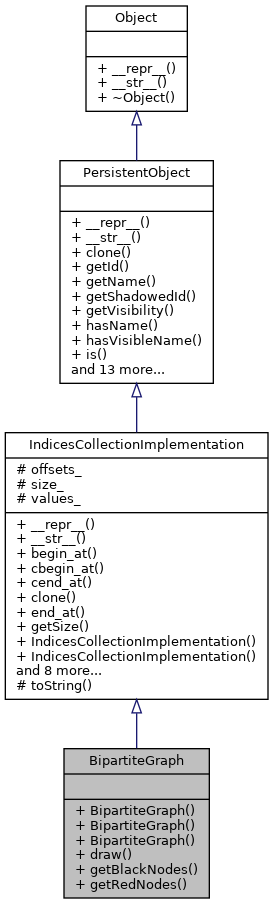 Object
+ __repr__()
+ __str__()
+ ~Object()
PersistentObject
+ __repr__()
+ __str__()
+ clone()
+ getId()
+ getName()
+ getShadowedId()
+ getVisibility()
+ hasName()
+ hasVisibleName()
+ is()
and 13 more...
IndicesCollectionImplementation
# offsets_
# size_
# values_
+ __repr__()
+ __str__()
+ begin_at()
+ cbegin_at()
+ cend_at()
+ clone()
+ end_at()
+ getSize()
+ IndicesCollectionImplementation()
+ IndicesCollectionImplementation()
and 8 more...
# toString()
BipartiteGraph
+ BipartiteGraph()
+ BipartiteGraph()
+ BipartiteGraph()
+ draw()
+ getBlackNodes()
+ getRedNodes()